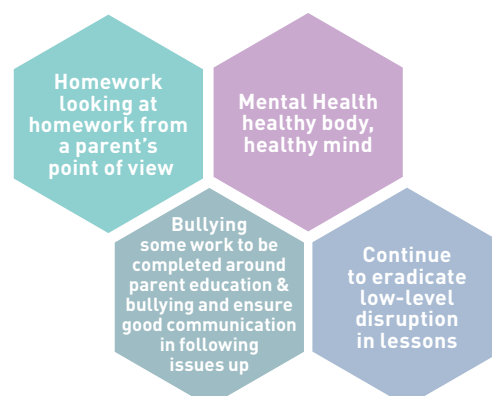 Homework
looking at
homework from
a parent's
point of view
Mental Health
healthy body,
healthy mind
Bullying
some work to be
completed around
parent education &
bullying and ensure
good communication
in following
issues up
Continue
to eradicate
low-level
disruption
in lessons